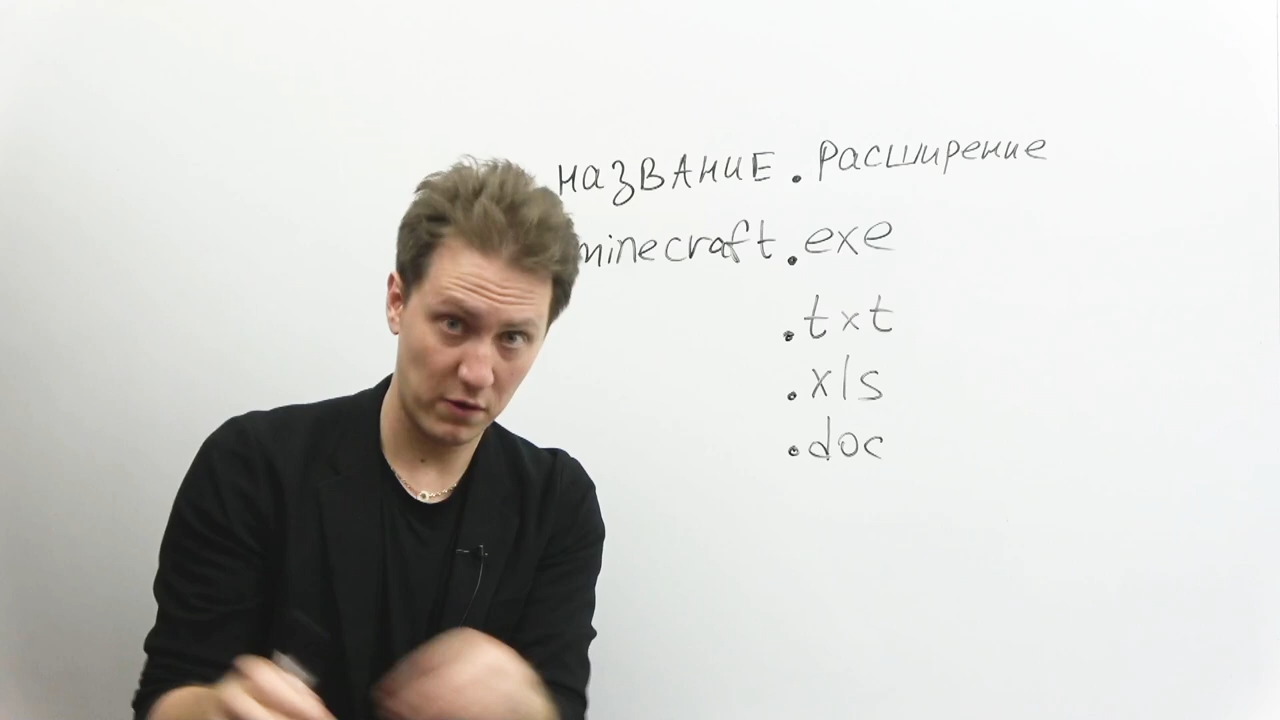 НаЗВАНИЕ . Расширение
minecraft.exe
.txt
.xls
.doc